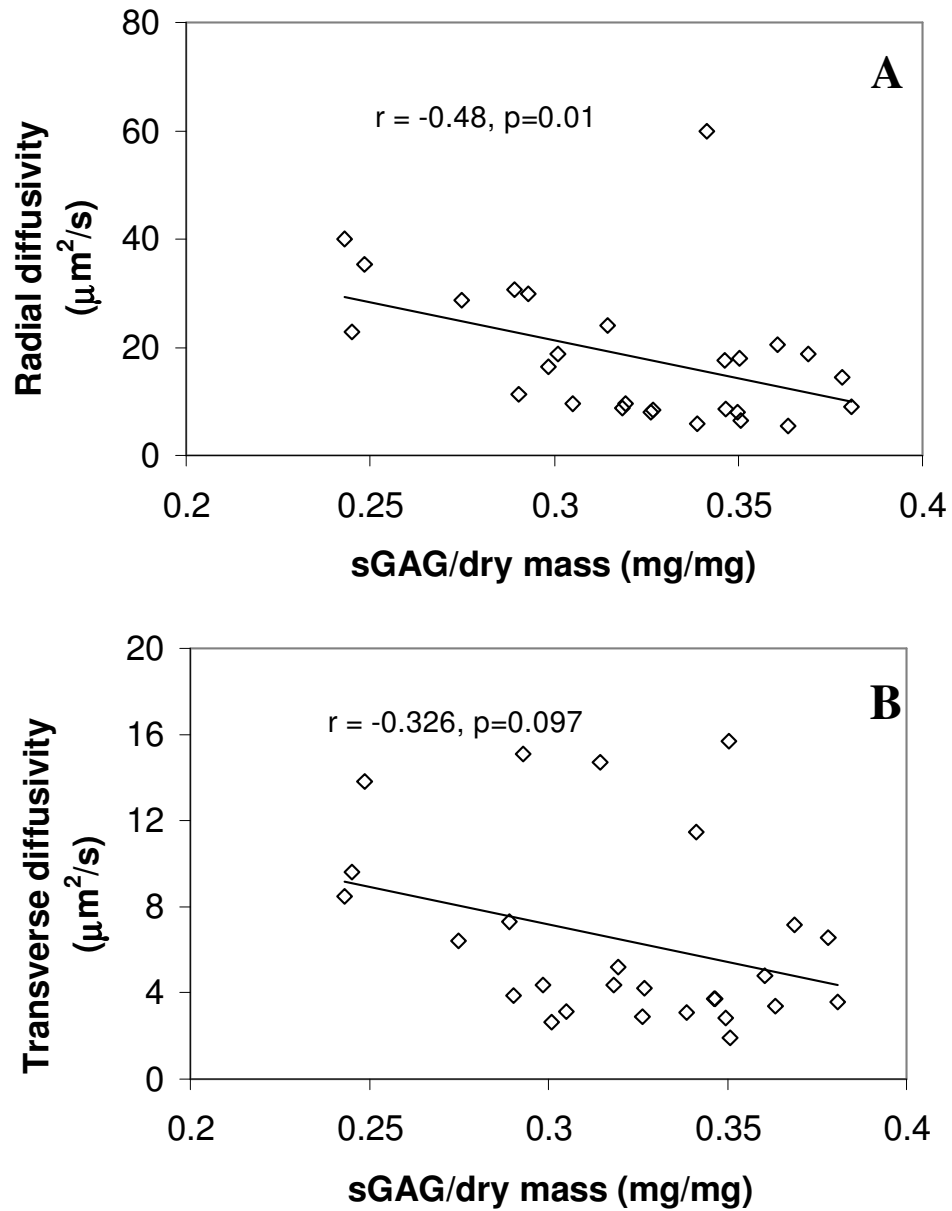 80
A
r = -0.48, p=0.01
60
40
20
0
Radial diffusivity
(μm²/s)
0.2 0.25 0.3 0.35 0.4
sGAG/dry mass (mg/mg)
20
B
r = -0.326, p=0.097
16
12
8
4
0
Transverse diffusivity
(μm²/s)
0.2 0.25 0.3 0.35 0.4
sGAG/dry mass (mg/mg)